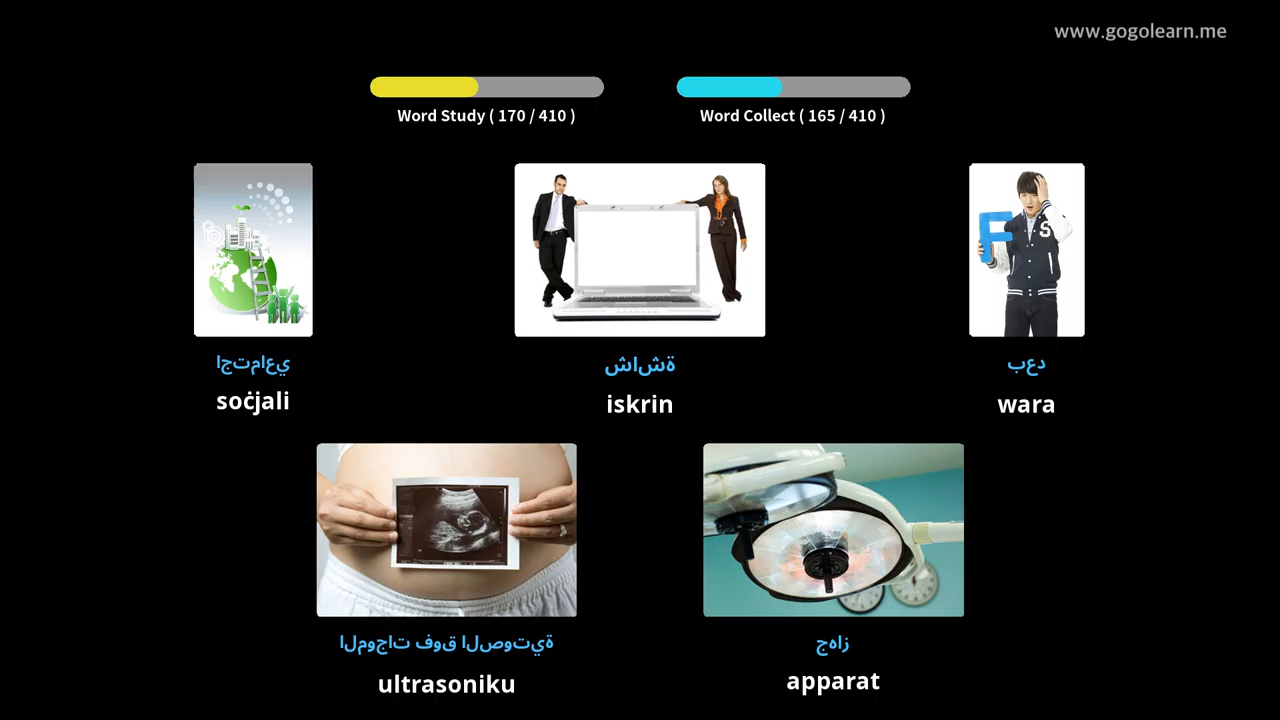 www.gogolearn.me
Word Study ( 170 / 410 )
Word Collect ( 165 / 410 )
اجتماعي
soċjali
شاشة
iskrin
بعد
wara
الموجات فوق الصوتية
ultrasoniku
جهاز
apparat